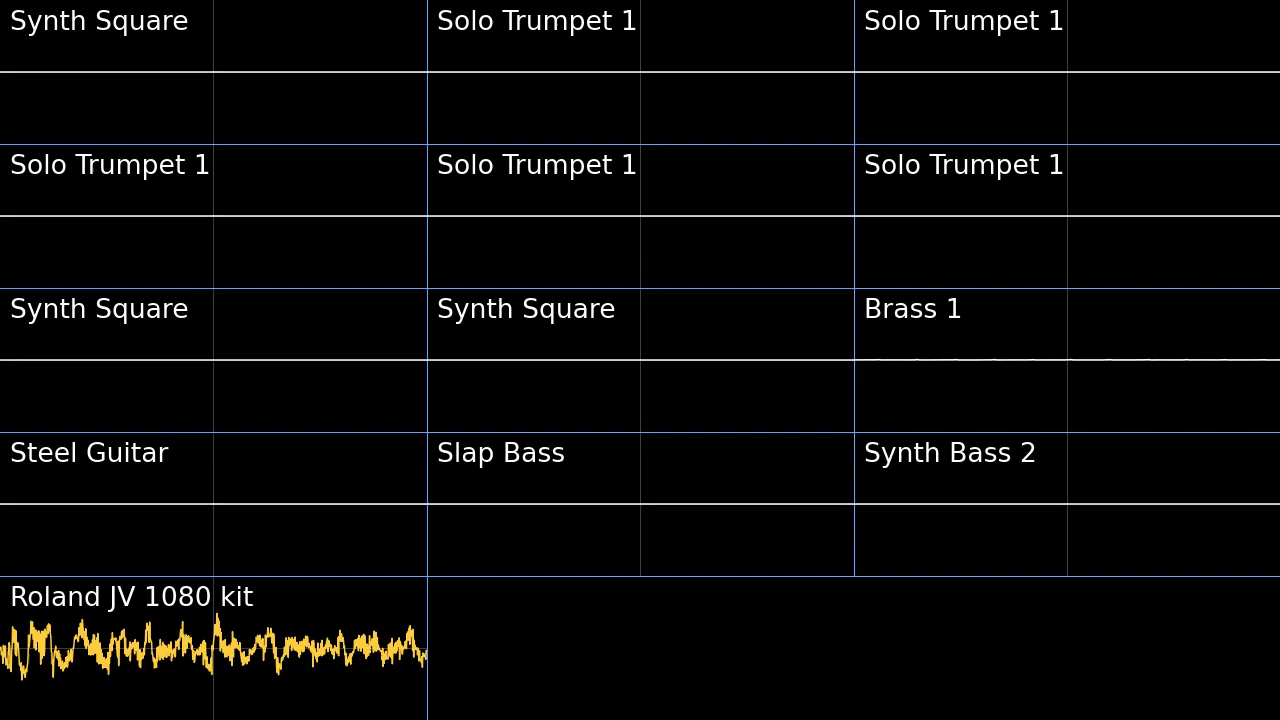 Synth Square
Solo Trumpet 1
Solo Trumpet 1
Solo Trumpet 1
Solo Trumpet 1
Solo Trumpet 1
Synth Square
Synth Square
Brass 1
Steel Guitar
Slap Bass
Synth Bass 2
Roland JV 1080 kit